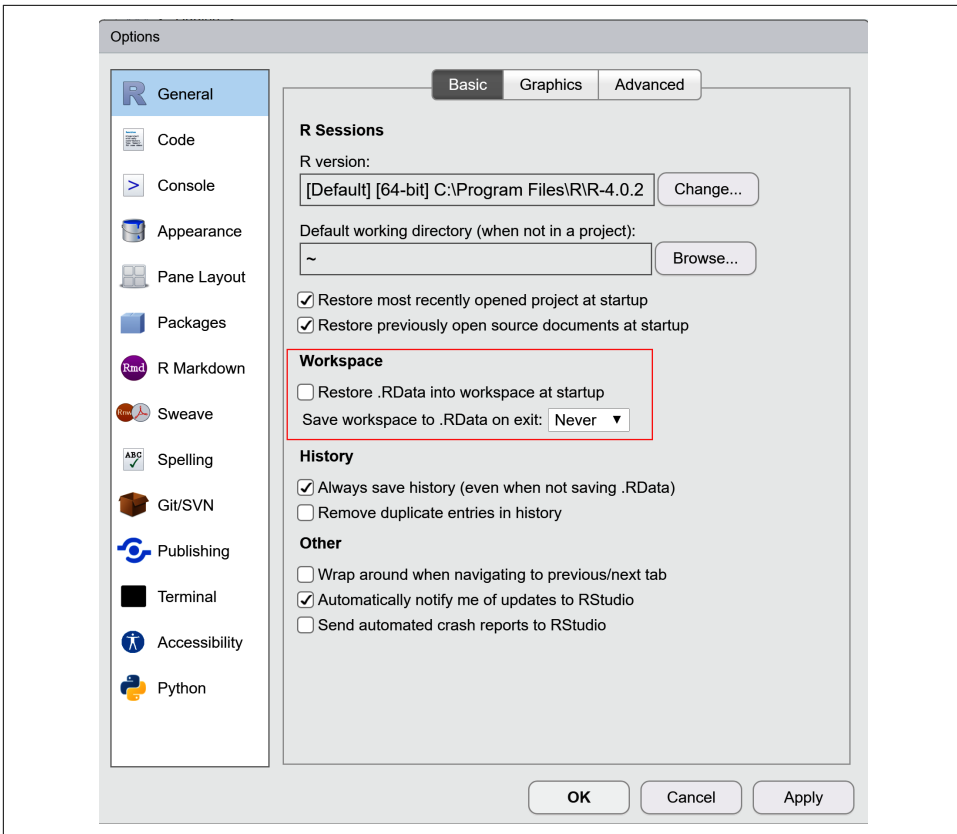 Options
General
Code
Console
Appearance
Pane Layout
Packages
Rmd R Markdown
Rnw Sweave
ABC Spelling
Git/SVN
Publishing
Terminal
Accessibility
Python
Basic Graphics Advanced
R Sessions
R version:
[Default] [64-bit] C:\Program Files\R\R-4.0.2 Change...
Default working directory (when not in a project):
~ Browse...
Restore most recently opened project at startup
Restore previously open source documents at startup
Workspace
Restore .RData into workspace at startup
Save workspace to .RData on exit: Never
History
Always save history (even when not saving .RData)
Remove duplicate entries in history
Other
Wrap around when navigating to previous/next tab
Automatically notify me of updates to RStudio
Send automated crash reports to RStudio
OK Cancel Apply